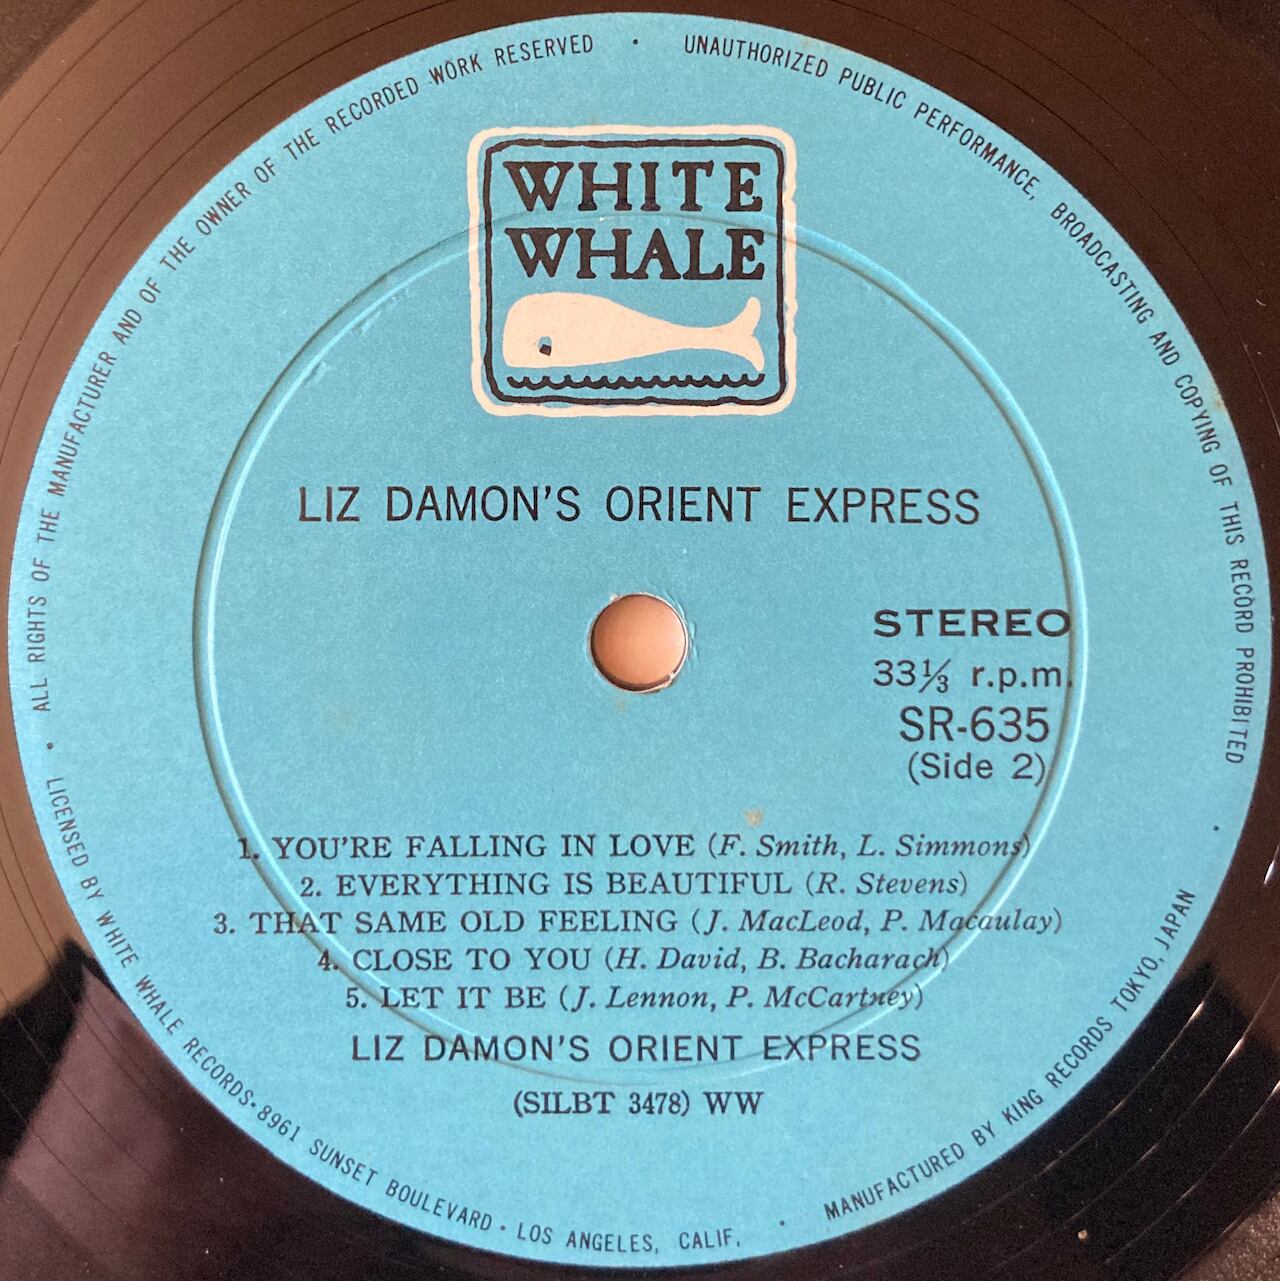 ALL RIGHTS OF THE MANUFACTURER AND OF THE OWNER OF THE RECORDED WORK RESERVED • UNAUTHORIZED PUBLIC PERFORMANCE, BROADCASTING AND COPYING OF THIS RECORD PROHIBITED •
WHITE
WHALE
LIZ DAMON'S ORIENT EXPRESS
STEREO
33⅓ r.p.m.
SR-635
(Side 2)
1. YOU'RE FALLING IN LOVE (F. Smith, L. Simmons)
2. EVERYTHING IS BEAUTIFUL (R. Stevens)
3. THAT SAME OLD FEELING (J. MacLeod, P. Macaulay)
4. CLOSE TO YOU (H. David, B. Bacharach)
5. LET IT BE (J. Lennon, P. McCartney)
LIZ DAMON'S ORIENT EXPRESS
(SILBT 3478) WW
• LICENSED BY WHITE WHALE RECORDS•8961 SUNSET BOULEVARD • LOS ANGELES, CALIF. • MANUFACTURED BY KING RECORDS TOKYO, JAPAN